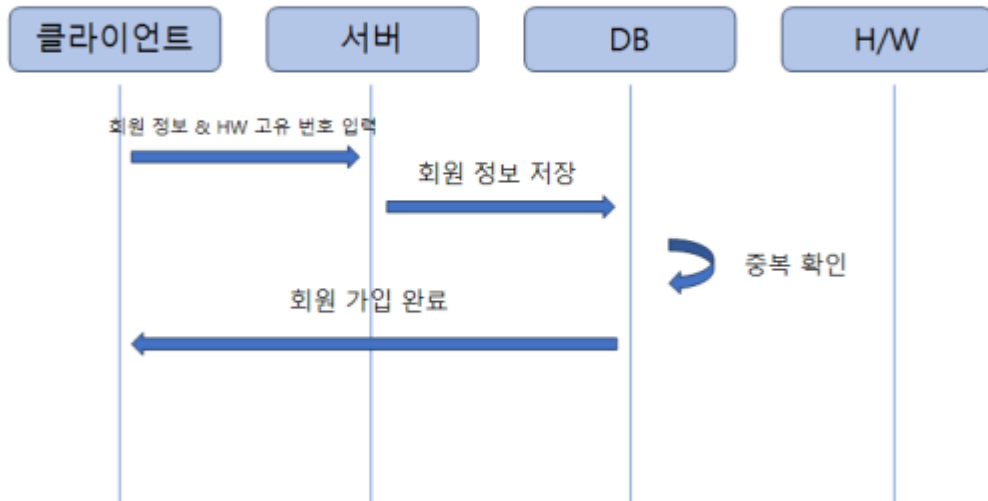 클라이언트
서버
DB
H/W
회원 정보 & HW 고유 번호 입력
회원 정보 저장
중복 확인
회원 가입 완료